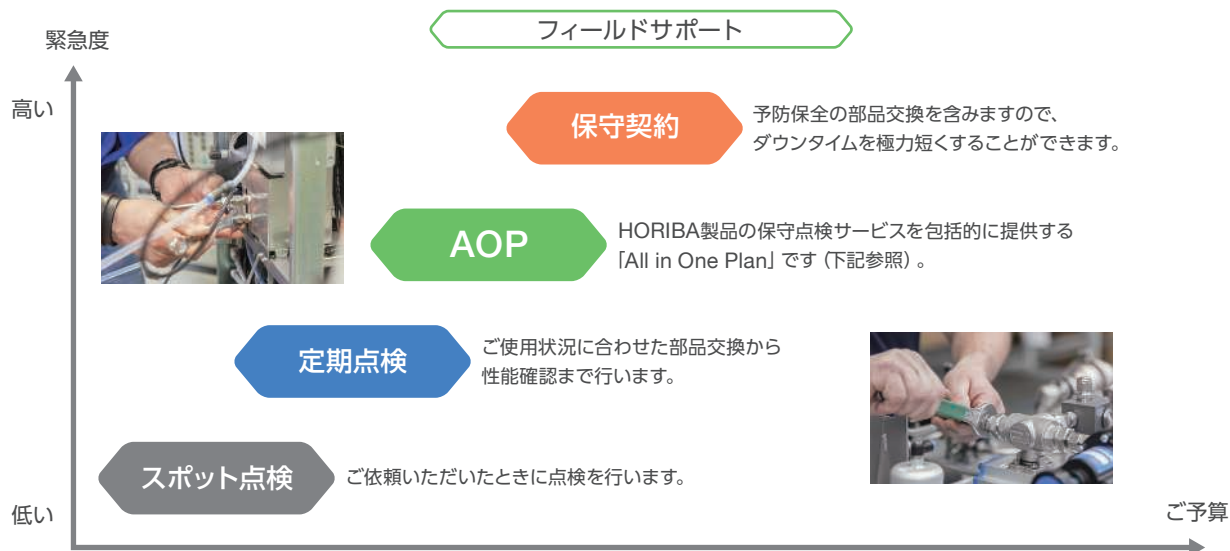 フィールドサポート
緊急度
高い
保守契約
予防保全の部品交換を含みますので、
ダウンタイムを極力短くすることができます。
AOP
HORIBA製品の保守点検サービスを包括的に提供する
「All in One Plan」です（下記参照）。
定期点検
ご使用状況に合わせた部品交換から
性能確認まで行います。
スポット点検
ご依頼いただいたときに点検を行います。
低い
ご予算